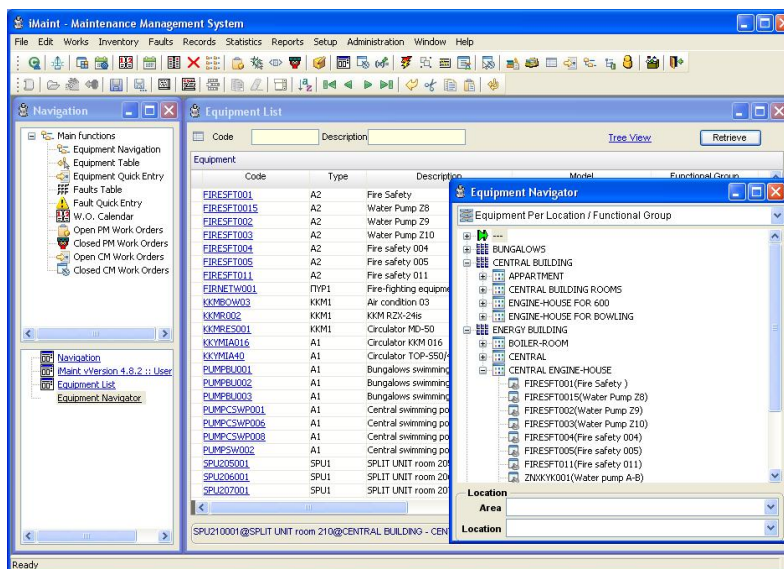 iMaint - Maintenance Management System
File Edit Works Inventory Faults Records Statistics Reports Setup Administration Window Help
Navigation
Main functions
Equipment Navigation
Equipment Table
Equipment Quick Entry
Faults Table
Fault Quick Entry
W.O. Calendar
Open PM Work Orders
Closed PM Work Orders
Open CM Work Orders
Closed CM Work Orders
Navigation
iMaint vVersion 4.8.2 :: User
Equipment List
Equipment Navigator
Equipment List
Code Description Tree View Retrieve
Equipment
Code Type Description Model Functional Group
FIRESFT001 A2 Fire Safety
FIRESFT0015 A2 Water Pump Z8
FIRESFT002 A2 Water Pump Z9
FIRESFT003 A2 Water Pump Z10
FIRESFT004 A2 Fire safety 004
FIRESFT005 A2 Fire safety 005
FIRESFT011 A2 Fire safety 011
FIRNETW001 ΠΥΡ1 Fire-fighting equipme
KKMBOW03 KKM1 Air condition 03
KKMR002 KKM1 KKM RZX-24is
KKMRES001 KKM1 Circulator MD-50
KKYMIA016 A1 Circulator KKM 016
KKYMIA40 A1 Circulator TOP-S50/
PUMPBU001 A1 Bungalows swimming
PUMPBU002 A1 Bungalows swimming
PUMPBU003 A1 Bungalows swimming
PUMPCSWP001 A1 Central swimming po
PUMPCSWP006 A1 Central swimming po
PUMPCSWP008 A1 Central swimming po
PUMPSW002 A1 Central swimming po
SPU205001 SPU1 SPLIT UNIT room 205
SPU206001 SPU1 SPLIT UNIT room 20
SPU207001 SPU1 SPLIT UNIT room 20
SPU210001@SPLIT UNIT room 210@CENTRAL BUILDING - CEN
Equipment Navigator
Equipment Per Location / Functional Group
---
BUNGALOWS
CENTRAL BUILDING
APPARTMENT
CENTRAL BUILDING ROOMS
ENGINE-HOUSE FOR 600
ENGINE-HOUSE FOR BOWLING
ENERGY BUILDING
BOILER-ROOM
CENTRAL
CENTRAL ENGINE-HOUSE
FIRESFT001(Fire Safety )
FIRESFT0015(Water Pump Z8)
FIRESFT002(Water Pump Z9)
FIRESFT003(Water Pump Z10)
FIRESFT004(Fire safety 004)
FIRESFT005(Fire safety 005)
FIRESFT011(Fire safety 011)
ZNXKYK001(Water pump A-B)
Location
Area
Location
Ready